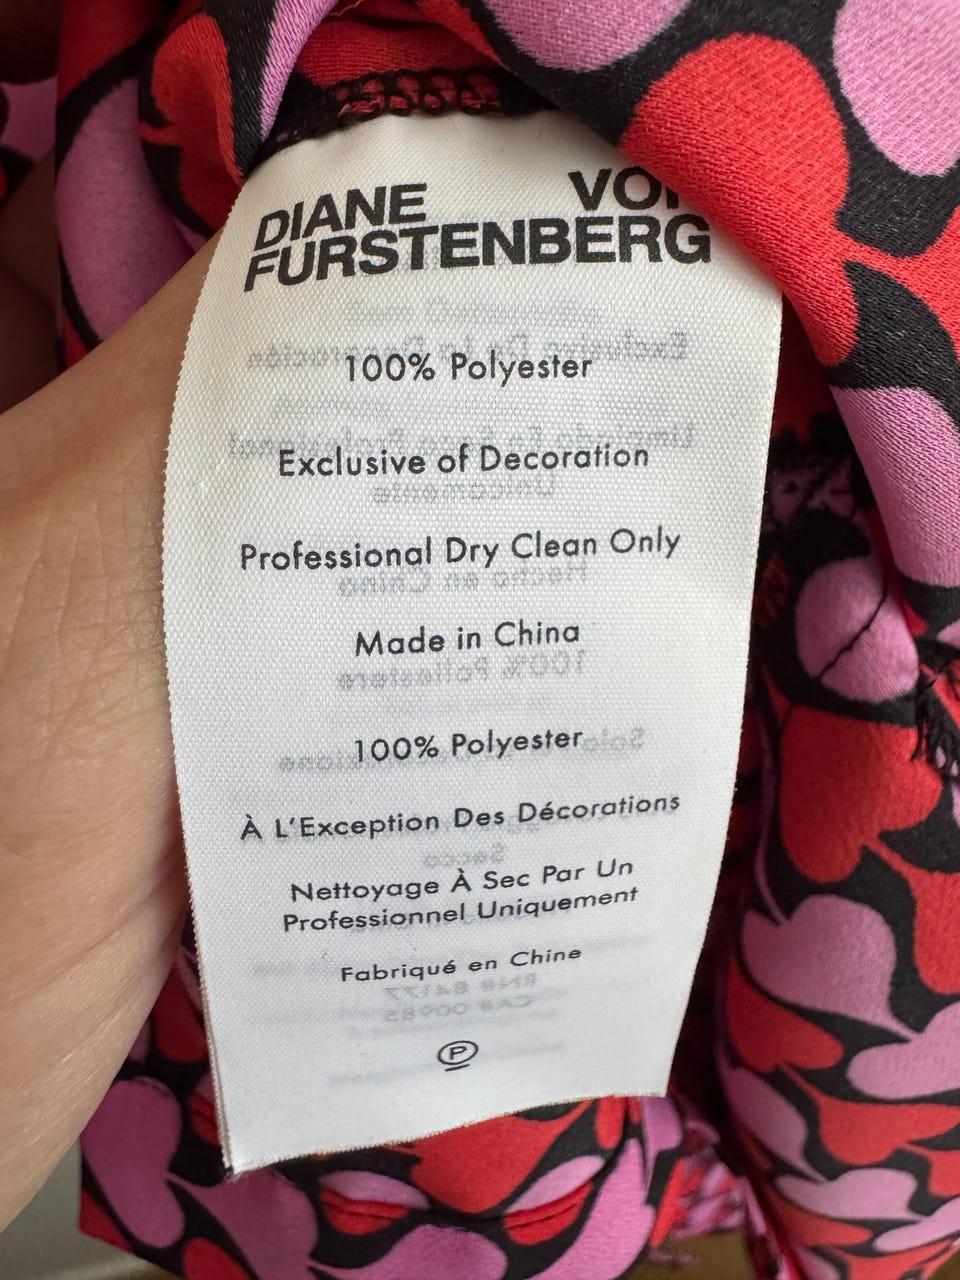 DIANE VON
FURSTENBERG
100% Polyester
Exclusive of Decoration
Professional Dry Clean Only
Made in China
100% Polyester
À L'Exception Des Décorations
Nettoyage À Sec Par Un
Professionnel Uniquement
Fabriqué en Chine
P